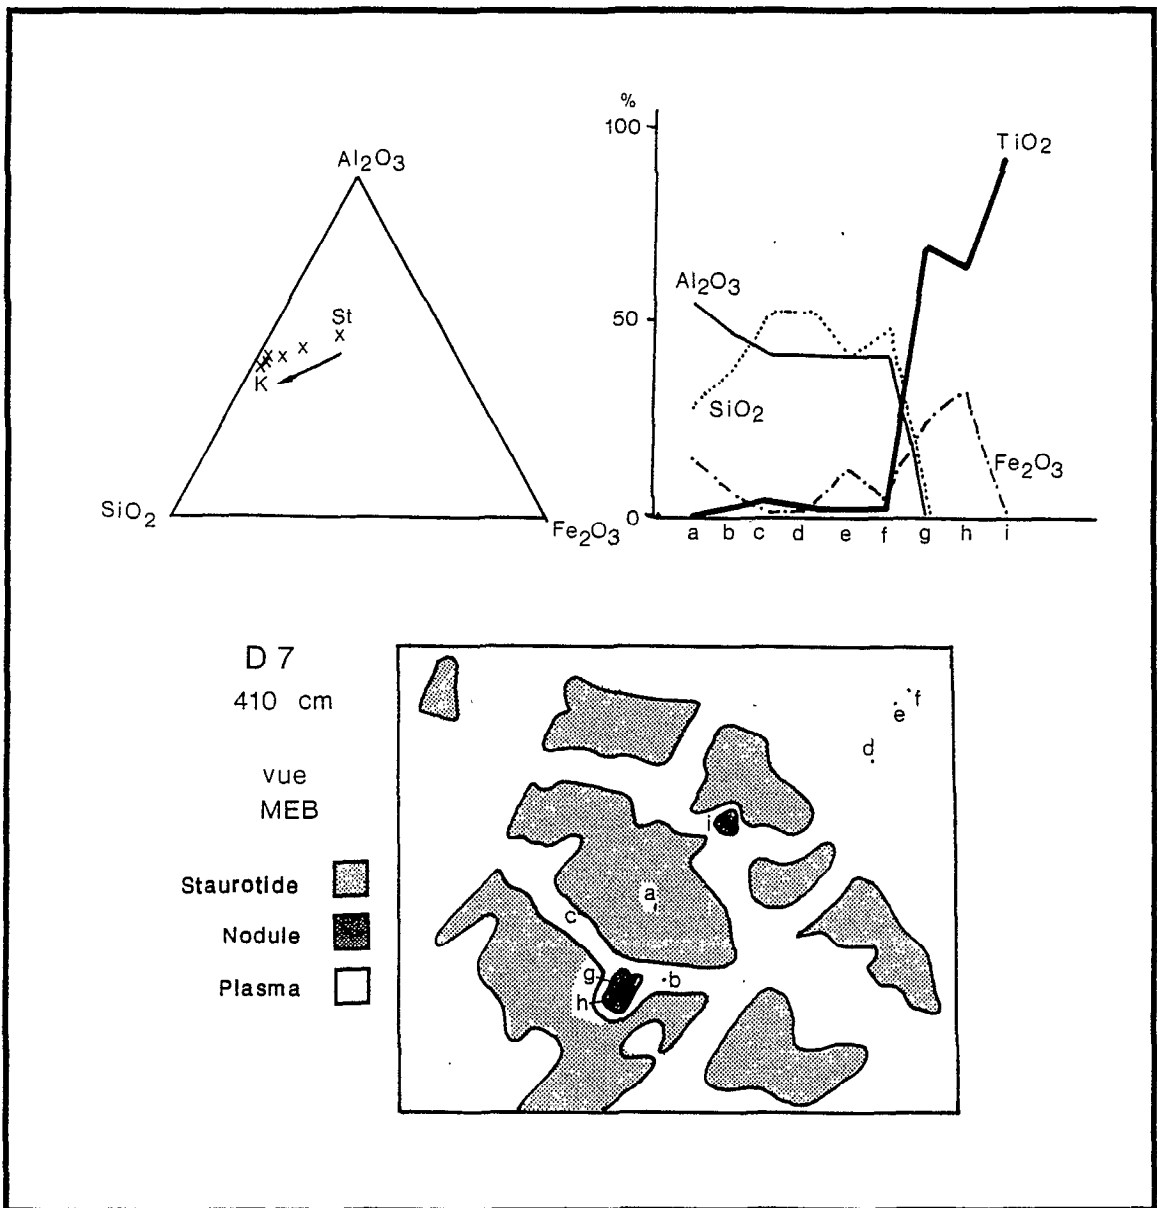 Al2O3
St
K
SiO2
Fe2O3
%
100
50
0
TiO2
Al2O3
SiO2
Fe2O3
a b c d e f g h i
D 7
410 cm
vue
MEB
Staurotide
Nodule
Plasma
f
e
d
i
a
c
g
b
h